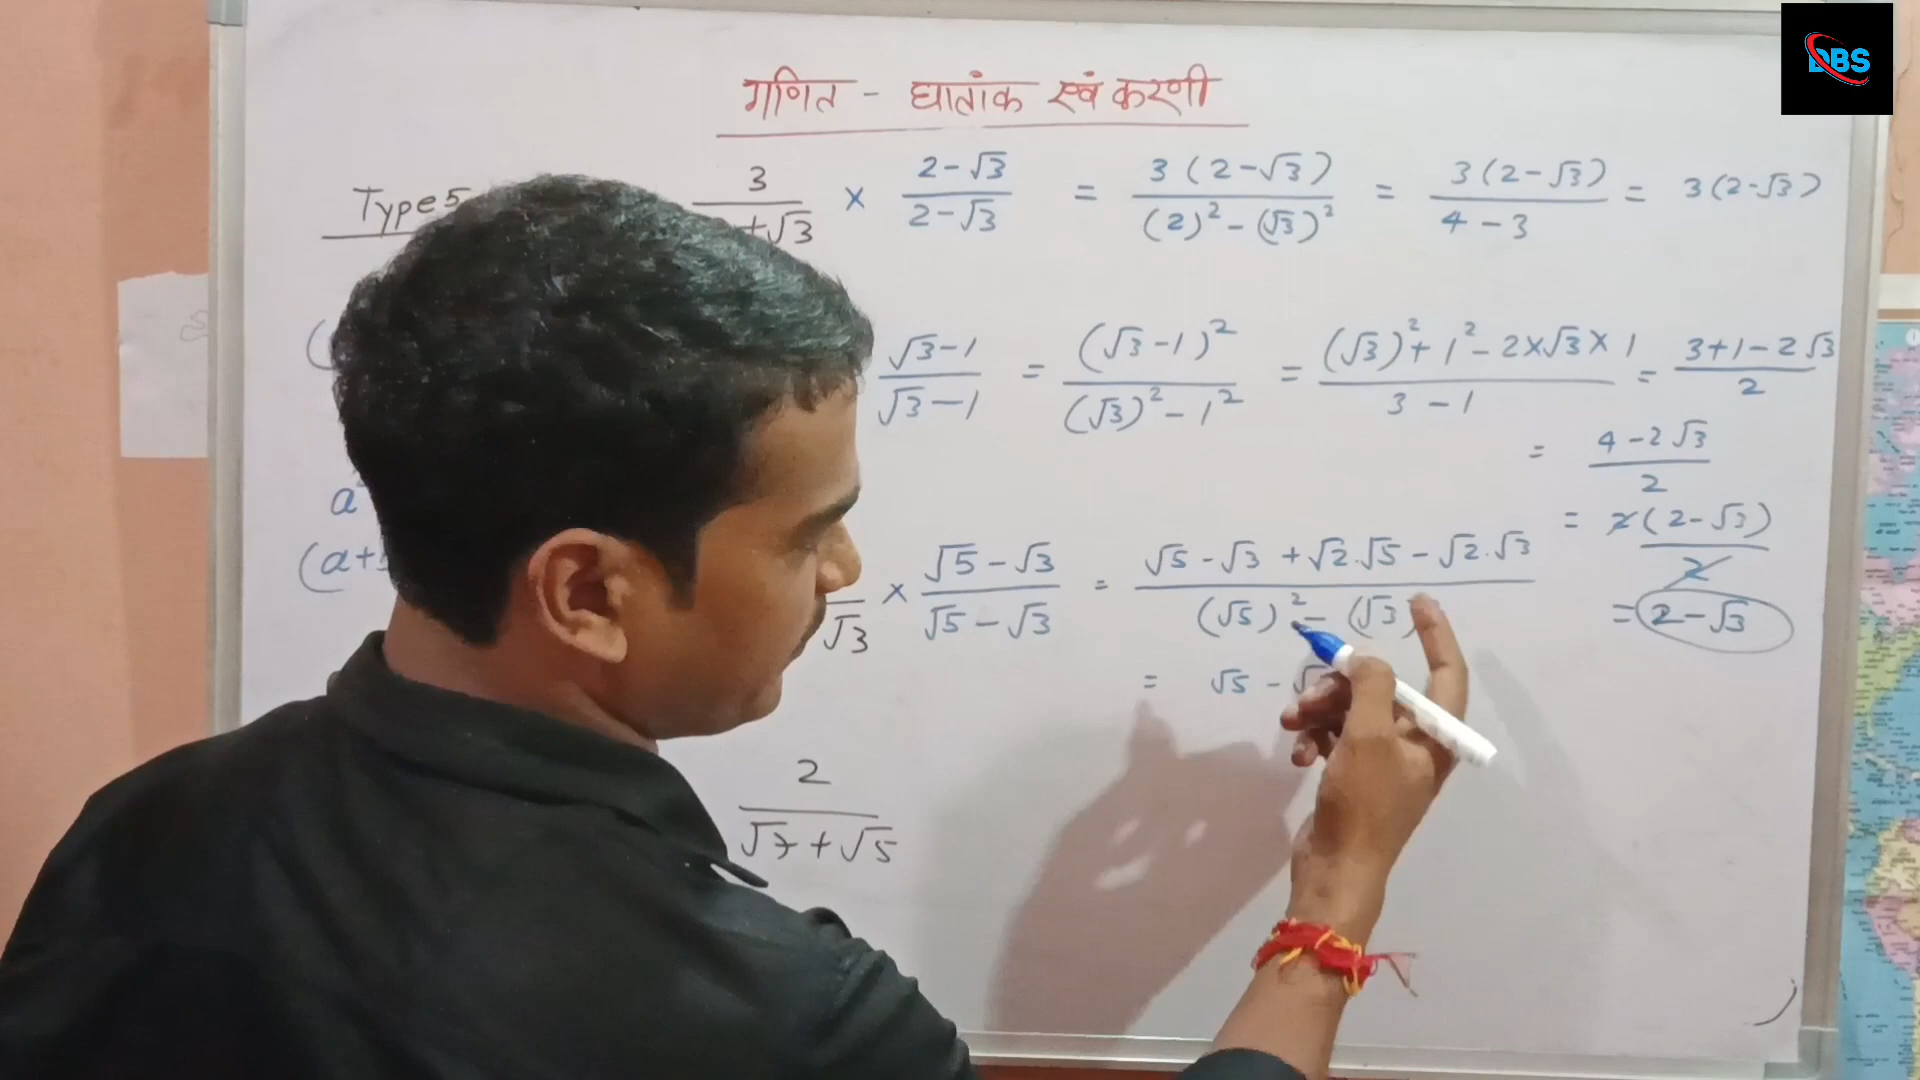 DBS
गणित - घातांक एवं करणी
Type 5 3/(+√3) × (2-√3)/(2-√3) = 3(2-√3)/((2)²-(√3)²) = 3(2-√3)/(4-3) = 3(2-√3)
(√3-1)/(√3-1) = (√3-1)²/((√3)²-1²) = ((√3)²+1²-2×√3×1)/(3-1) = (3+1-2√3)/2
= (4-2√3)/2
a
= 2(2-√3)/2
(a+ √3 × (√5-√3)/(√5-√3) = (√5-√3+√2.√5-√2.√3)/((√5)²-(√3)
= 2-√3
= √5-√
2/(√7+√5)